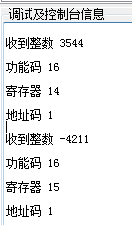 调试及控制台信息
收到整数 3544
功能码 16
寄存器 14
地址码 1
收到整数 -4211
功能码 16
寄存器 15
地址码 1